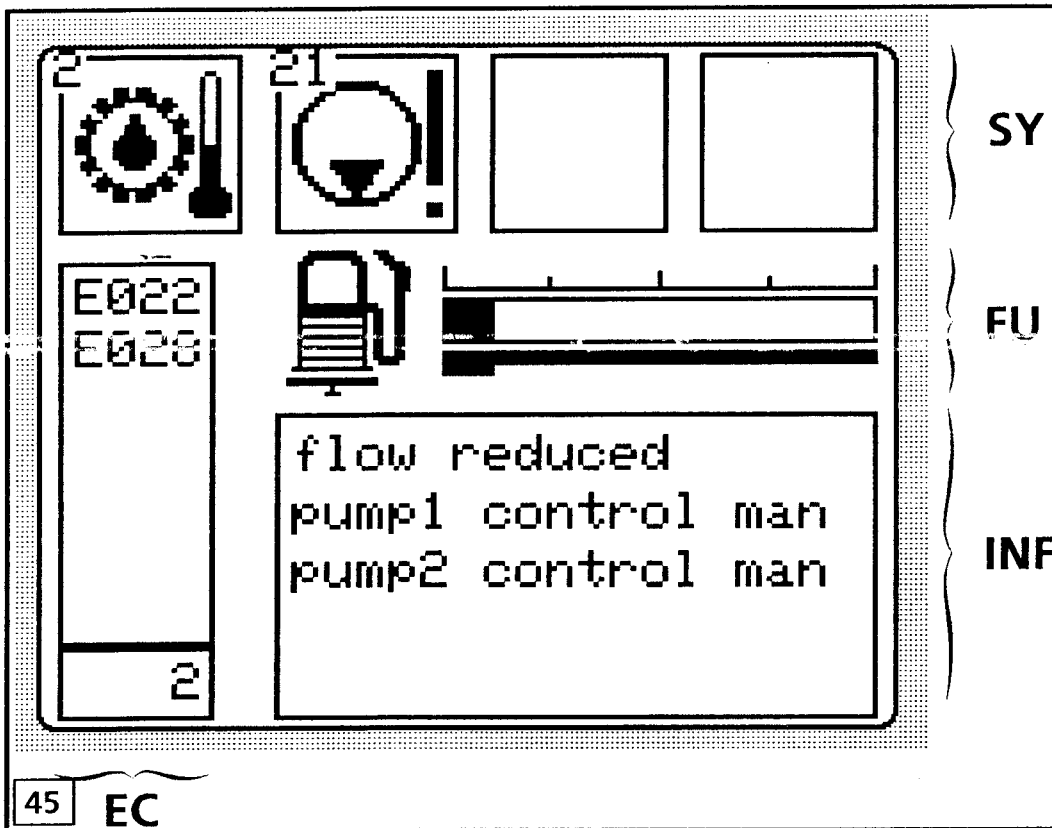 2 21
SY
E022
E028
FU
flow reduced
pump1 control man
pump2 control man
INF
2
45 EC